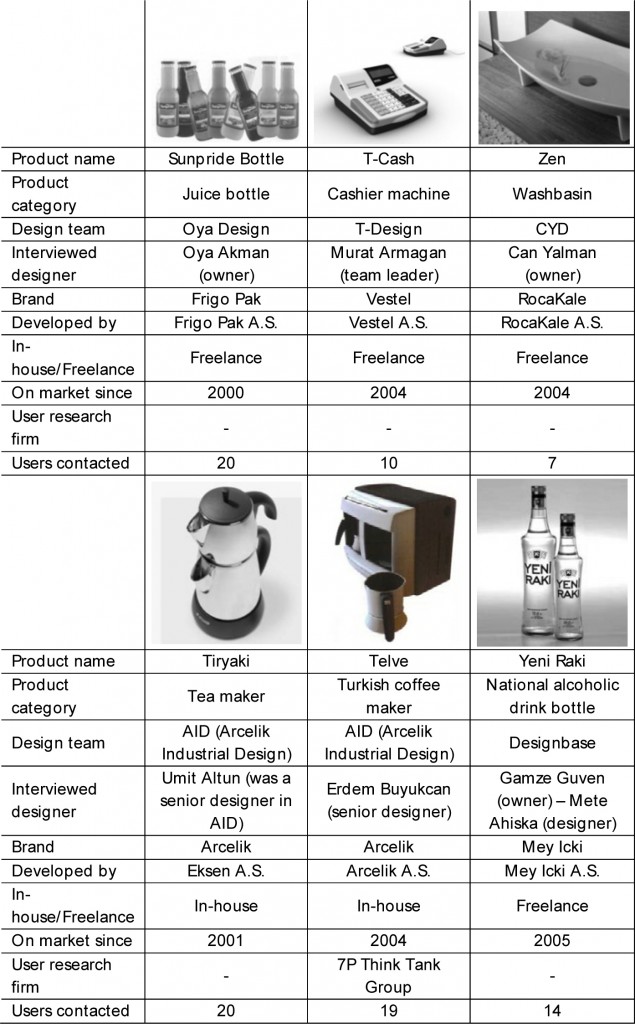 Product name Sunpride Bottle T-Cash Zen
Product category Juice bottle Cashier machine Washbasin
Design team Oya Design T-Design CYD
Interviewed designer Oya Akman (owner) Murat Armagan (team leader) Can Yalman (owner)
Brand Frigo Pak Vestel RocaKale
Developed by Frigo Pak A.S. Vestel A.S. RocaKale A.S.
In-house/Freelance Freelance Freelance Freelance
On market since 2000 2004 2004
User research firm - - -
Users contacted 20 10 7
YENİ RAKI YENİ RAKI
Product name Tiryaki Telve Yeni Raki
Product category Tea maker Turkish coffee maker National alcoholic drink bottle
Design team AID (Arcelik Industrial Design) AID (Arcelik Industrial Design) Designbase
Interviewed designer Umit Altun (was a senior designer in AID) Erdem Buyukcan (senior designer) Gamze Guven (owner) – Mete Ahiska (designer)
Brand Arcelik Arcelik Mey Icki
Developed by Eksen A.S. Arcelik A.S. Mey Icki A.S.
In-house/Freelance In-house In-house Freelance
On market since 2001 2004 2005
User research firm - 7P Think Tank Group -
Users contacted 20 19 14